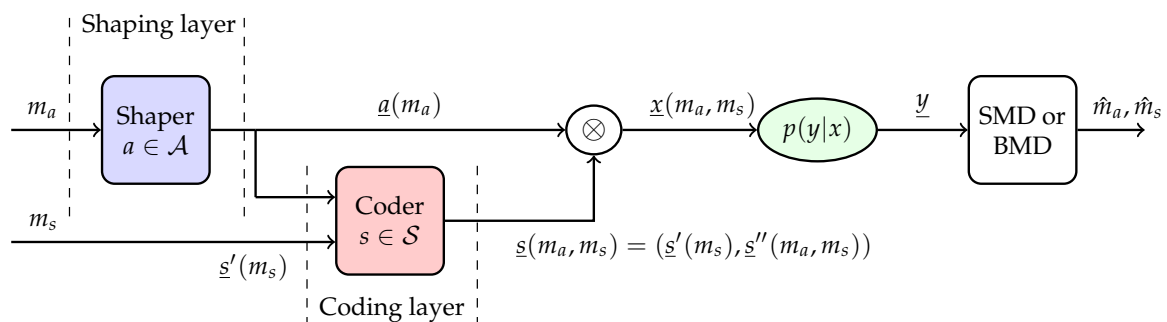 Shaping layer
m_a
Shaper
a ∈ 𝒜
a̲(m_a)
⊗
x̲(m_a, m_s)
p(y|x)
y̲
SMD or
BMD
m̂_a, m̂_s
m_s
s̲′(m_s)
Coder
s ∈ 𝒮
s̲(m_a, m_s) = (s̲′(m_s), s̲′′(m_a, m_s))
Coding layer